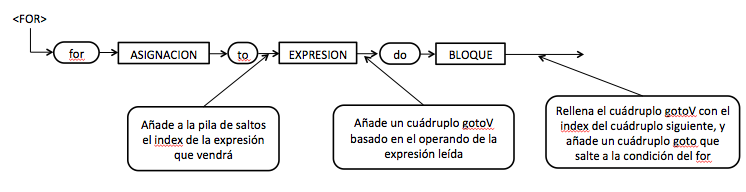 <FOR>
for
ASIGNACION
to
EXPRESION
do
BLOQUE
Añade a la pila de saltos
el index de la expresión
que vendrá
Añade un cuádruplo gotoV
basado en el operando de la
expresión leída
Rellena el cuádruplo gotoV con el
index del cuádruplo siguiente, y
añade un cuádruplo goto que
salte a la condición del for